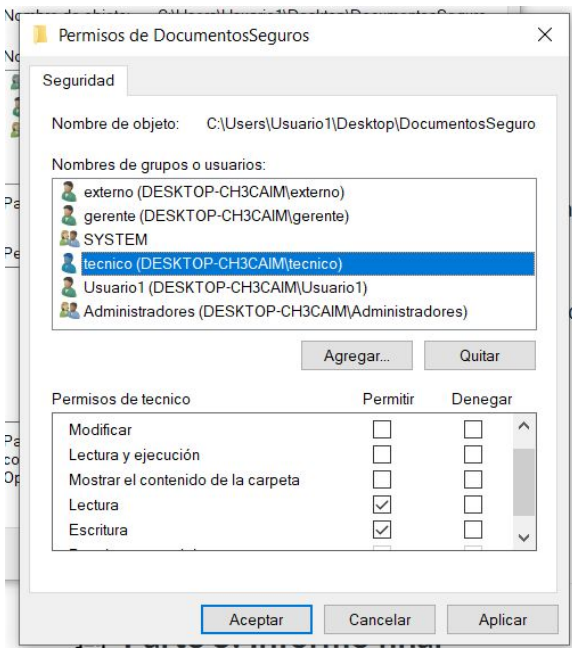 Permisos de DocumentosSeguros
Seguridad
Nombre de objeto: C:\Users\Usuario1\Desktop\DocumentosSeguro
Nombres de grupos o usuarios:
externo (DESKTOP-CH3CAIM\externo)
gerente (DESKTOP-CH3CAIM\gerente)
SYSTEM
tecnico (DESKTOP-CH3CAIM\tecnico)
Usuario1 (DESKTOP-CH3CAIM\Usuario1)
Administradores (DESKTOP-CH3CAIM\Administradores)
Agregar... Quitar
Permisos de tecnico Permitir Denegar
Modificar
Lectura y ejecución
Mostrar el contenido de la carpeta
Lectura
Escritura
Aceptar Cancelar Aplicar